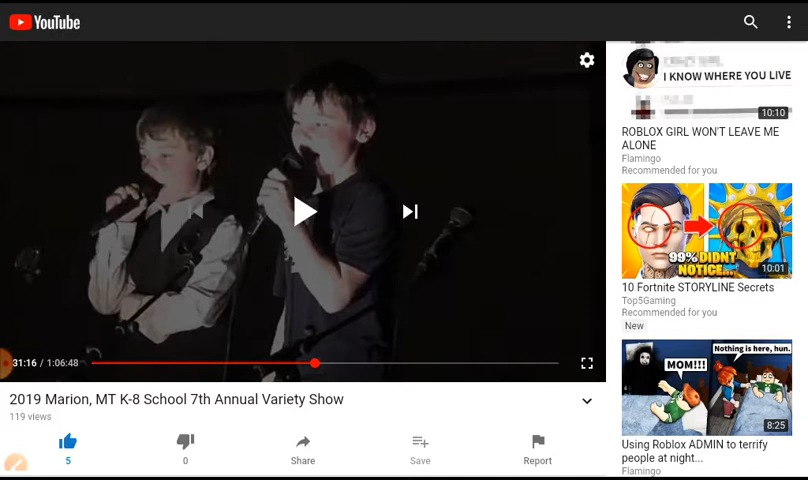 YouTube
31:16 / 1:06:48
2019 Marion, MT K-8 School 7th Annual Variety Show
119 views
5
0
Share
Save
Report
I KNOW WHERE YOU LIVE
10:10
ROBLOX GIRL WON'T LEAVE ME
ALONE
Flamingo
Recommended for you
99% DIDNT
NOTICE...
10:01
10 Fortnite STORYLINE Secrets
Top5Gaming
Recommended for you
New
MOM!!!
Nothing is here, hun.
8:25
Using Roblox ADMIN to terrify
people at night...
Flamingo